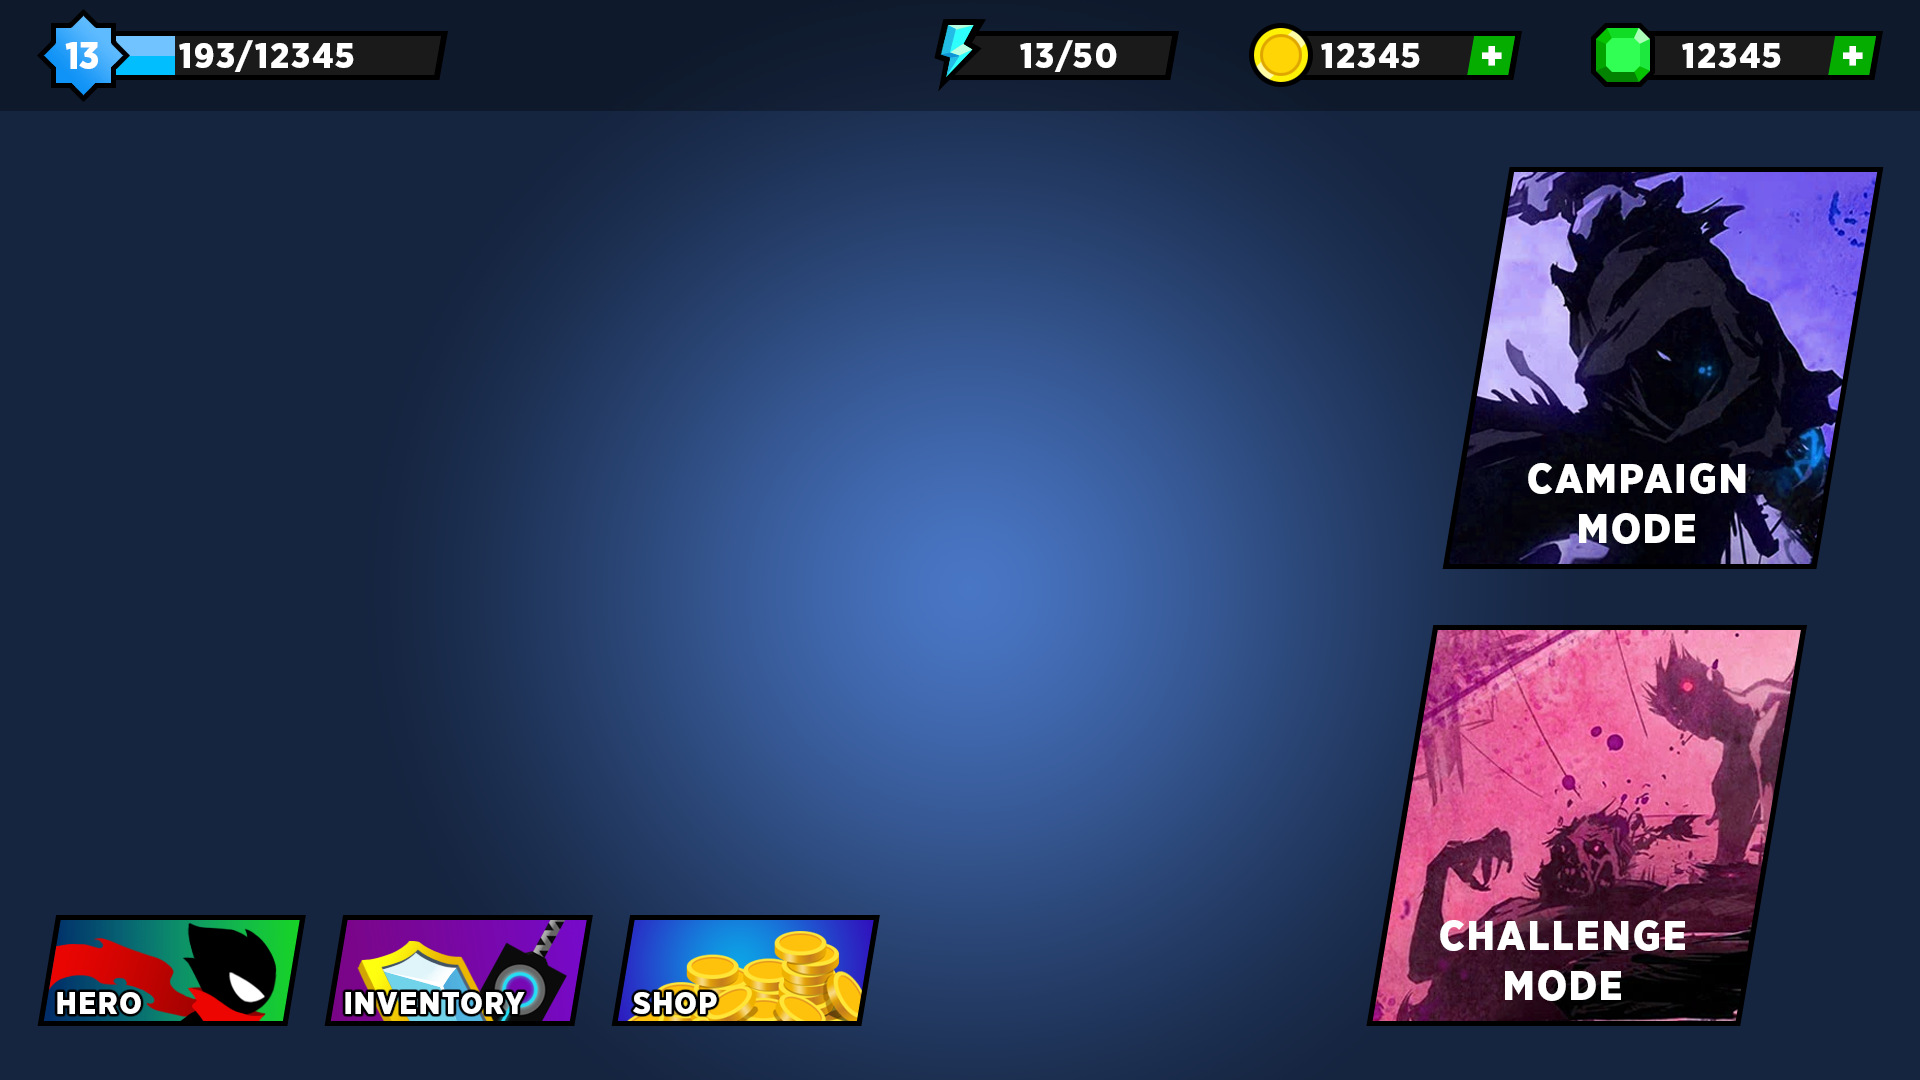 13
193/12345
13/50
12345
12345
CAMPAIGN
MODE
CHALLENGE
MODE
HERO
INVENTORY
SHOP